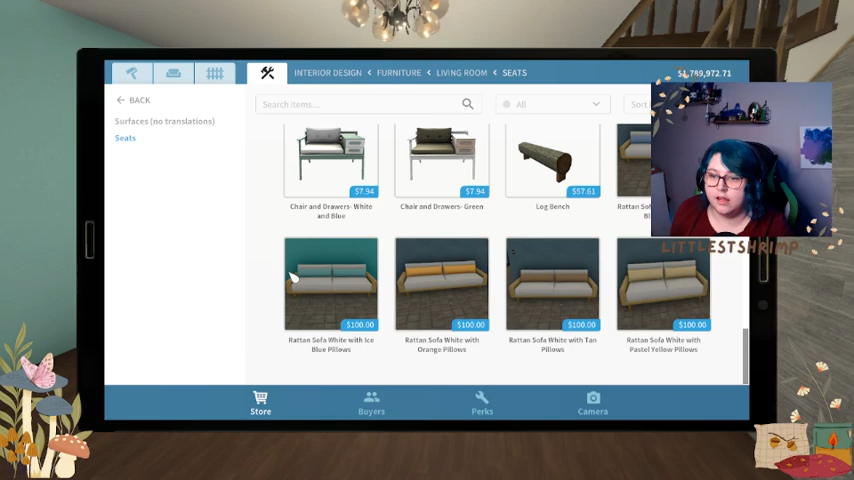 INTERIOR DESIGN < FURNITURE < LIVING ROOM < SEATS
$1,789,972.71
BACK
Surfaces (no translations)
Seats
Search items...
All
Sort
$7.94
$7.94
$57.61
Chair and Drawers- White and Blue
Chair and Drawers- Green
Log Bench
Rattan Sofa
$100.00
$100.00
$100.00
$100.00
Rattan Sofa White with Ice Blue Pillows
Rattan Sofa White with Orange Pillows
Rattan Sofa White with Tan Pillows
Rattan Sofa White with Pastel Yellow Pillows
LITTLESTSHRIMP
Store
Buyers
Perks
Camera